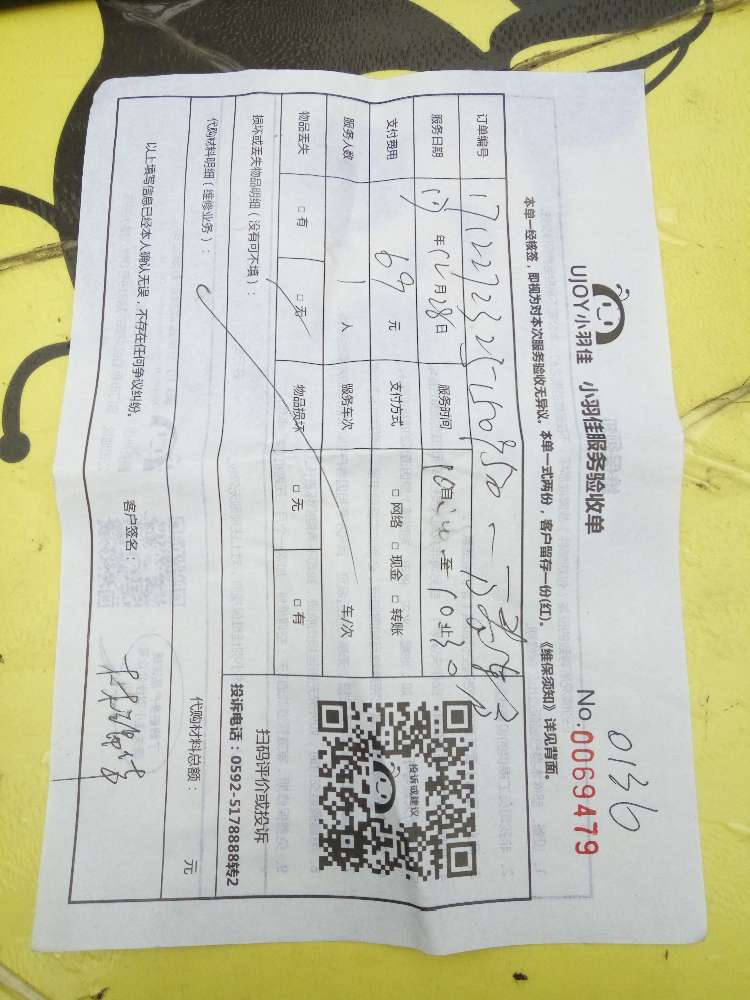 UJOY小羽佳 小羽佳服务验收单
0136
No.0069479
本单一经核签，即视为对本次服务验收无异议。本单一式两份，客户留存一份(红)。《维保须知》详见背面。
订单编号
服务日期 17年12月28日 服务时间 至
支付费用 69元 支付方式 □网络 □现金 □转账
服务人数 1人 服务车次 车/次
物品丢失 □有 □无 物品损坏 □无 □有
投诉或建议
扫码评价或投诉
投诉电话：0592-5178888转2
损坏或丢失物品明细（没有可不填）：
代购材料明细（维修业务）： 代购材料总额： 元
以上填写信息已经本人确认无误，不存在任何争议纠纷。 客户签名：